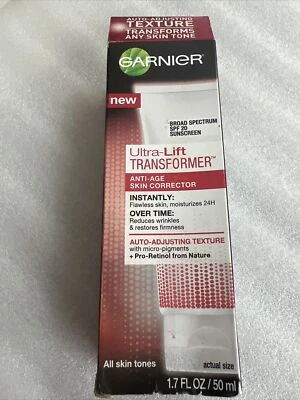 AUTO-ADJUSTING
TEXTURE
TRANSFORMS
ANY SKIN TONE
GARNIER
new
BROAD SPECTRUM
SPF 20
SUNSCREEN
Ultra-Lift
TRANSFORMER™
ANTI-AGE
SKIN CORRECTOR
INSTANTLY:
Flawless skin, moisturizes 24H
OVER TIME:
Reduces wrinkles
& restores firmness
AUTO-ADJUSTING TEXTURE
with micro-pigments
+ Pro-Retinol from Nature
All skin tones
actual size
1.7 FL OZ / 50 ml